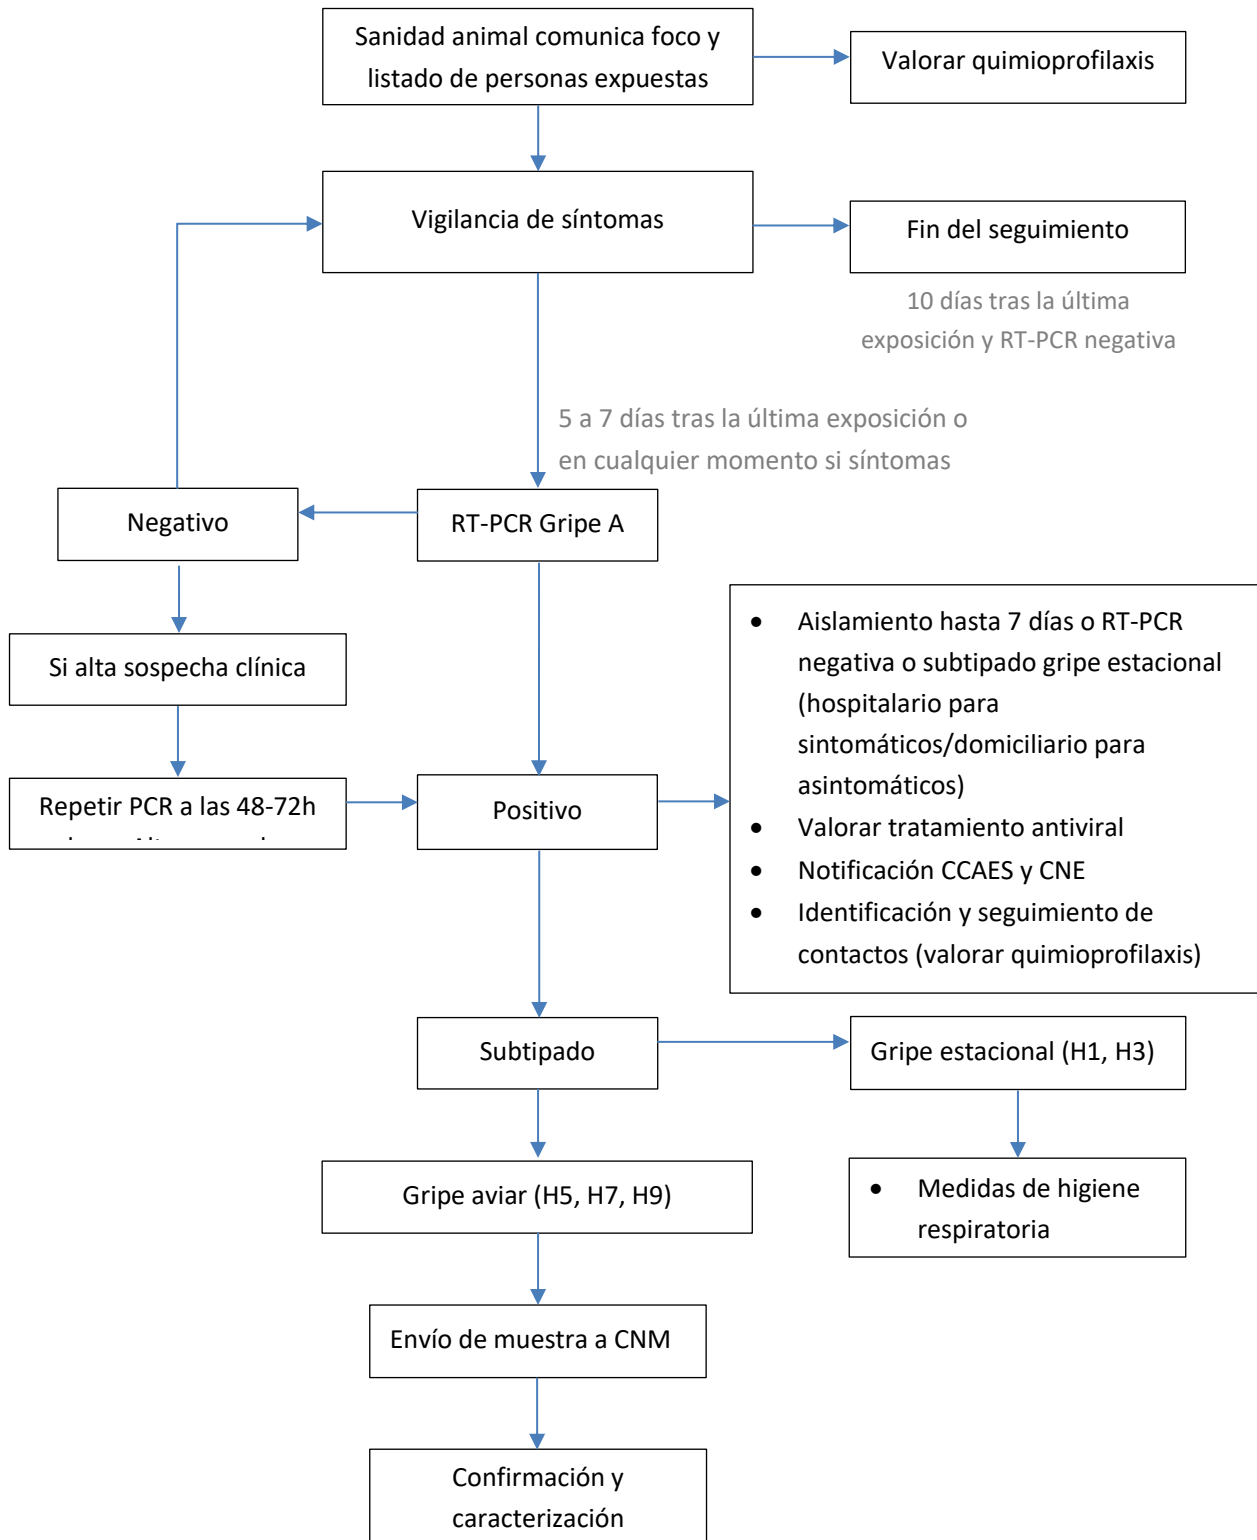 Sanidad animal comunica foco y
listado de personas expuestas
Valorar quimioprofilaxis
Vigilancia de síntomas
Fin del seguimiento
10 días tras la última
exposición y RT-PCR negativa
5 a 7 días tras la última exposición o
en cualquier momento si síntomas
Negativo
RT-PCR Gripe A
Si alta sospecha clínica
Repetir PCR a las 48-72h
Positivo
• Aislamiento hasta 7 días o RT-PCR
negativa o subtipado gripe estacional
(hospitalario para
sintomáticos/domiciliario para
asintomáticos)
• Valorar tratamiento antiviral
• Notificación CCAES y CNE
• Identificación y seguimiento de
contactos (valorar quimioprofilaxis)
Subtipado
Gripe estacional (H1, H3)
Gripe aviar (H5, H7, H9)
• Medidas de higiene
respiratoria
Envío de muestra a CNM
Confirmación y
caracterización